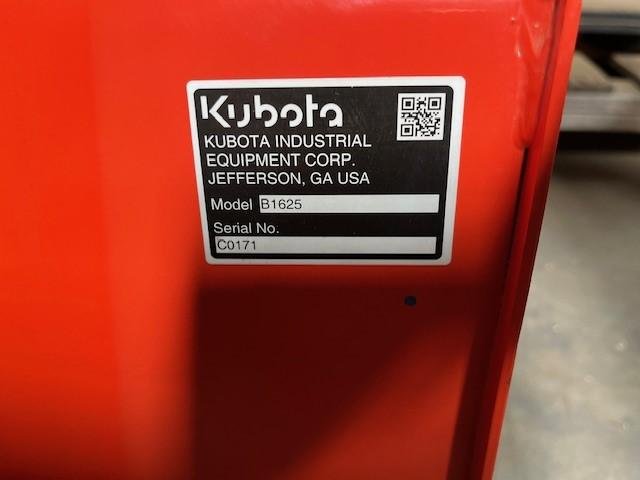 Kubota
KUBOTA INDUSTRIAL
EQUIPMENT CORP.
JEFFERSON, GA USA
Model B1625
Serial No.
C0171